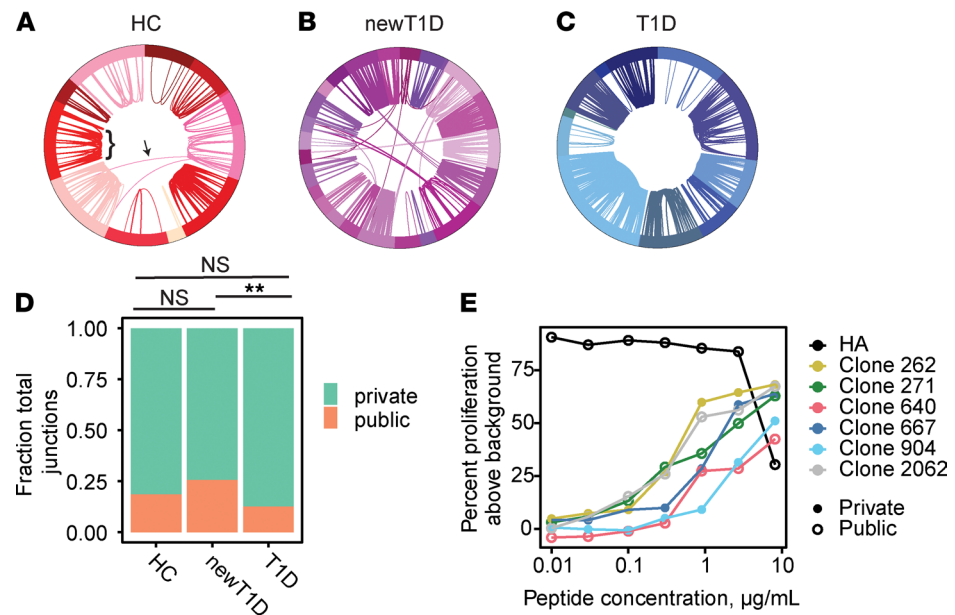 A
HC
B
newT1D
C
T1D
}
D
NS
NS
**
1.00
0.75
0.50
0.25
0.00
Fraction total
junctions
HC
newT1D
T1D
private
public
E
75
50
25
0
Percent proliferation
above background
0.01
0.1
1
10
Peptide concentration, μg/mL
HA
Clone 262
Clone 271
Clone 640
Clone 667
Clone 904
Clone 2062
Private
Public